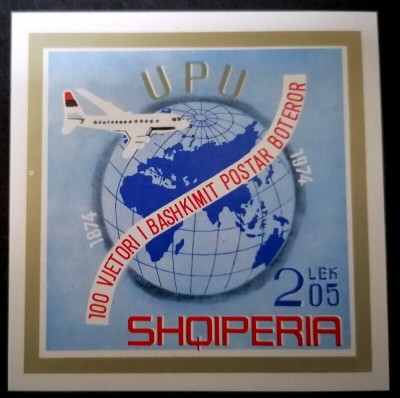 UPU
1874
100 VJETORI I BASHKIMIT POSTAR BOTEROR
1974
2 LEK 05
SHQIPERIA